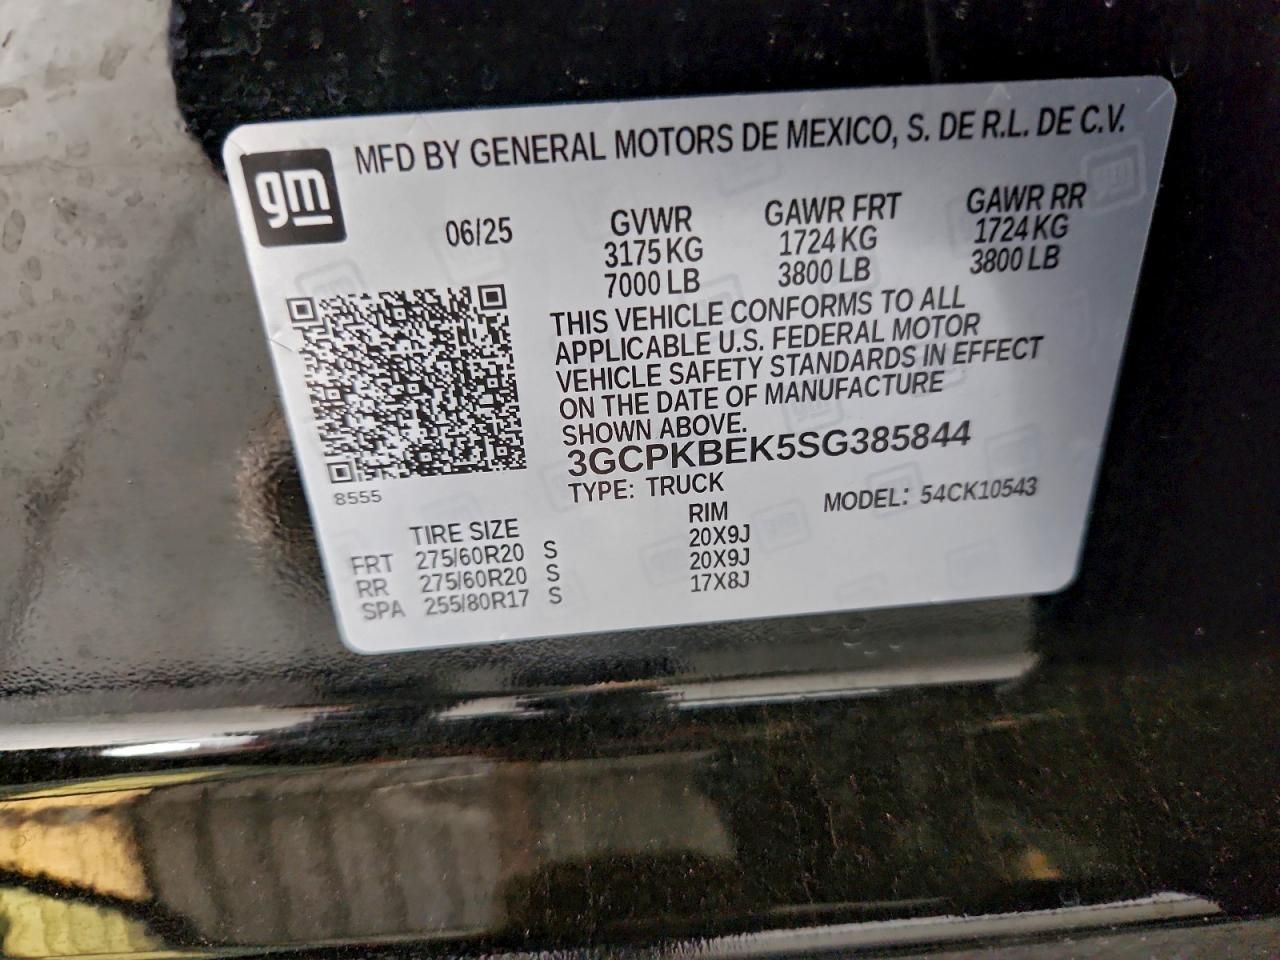 MFD BY GENERAL MOTORS DE MEXICO, S. DE R.L. DE C.V.
gm
06/25
GVWR
3175 KG
7000 LB
GAWR FRT
1724 KG
3800 LB
GAWR RR
1724 KG
3800 LB
THIS VEHICLE CONFORMS TO ALL
APPLICABLE U.S. FEDERAL MOTOR
VEHICLE SAFETY STANDARDS IN EFFECT
ON THE DATE OF MANUFACTURE
SHOWN ABOVE.
3GCPKBEK5SG385844
TYPE: TRUCK
MODEL: 54CK10543
8555
TIRE SIZE RIM
FRT 275/60R20 S 20X9J
RR 275/60R20 S 20X9J
SPA 255/80R17 S 17X8J